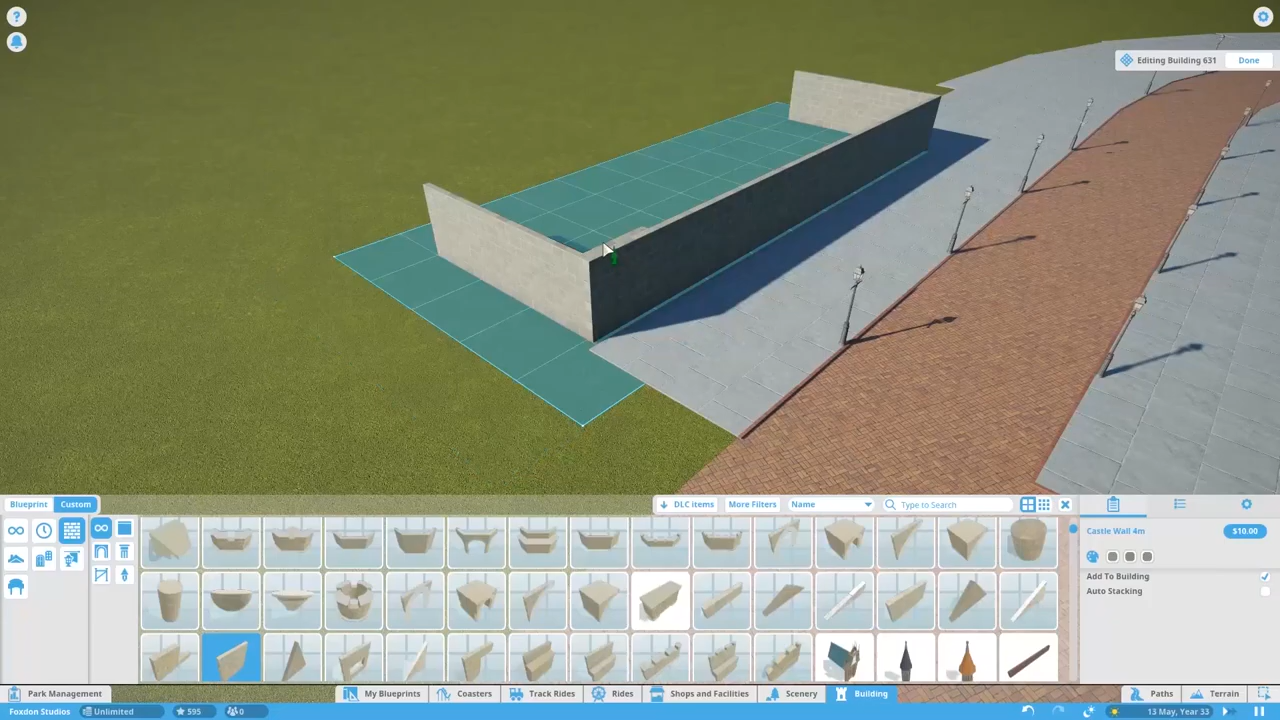 Editing Building 631 Done
Blueprint Custom
DLC items More Filters Name Type to Search
Castle Wall 4m $10.00
Add To Building
Auto Stacking
Park Management My Blueprints Coasters Track Rides Rides Shops and Facilities Scenery Building Paths Terrain
Foxdon Studios Unlimited 595 0 13 May, Year 33